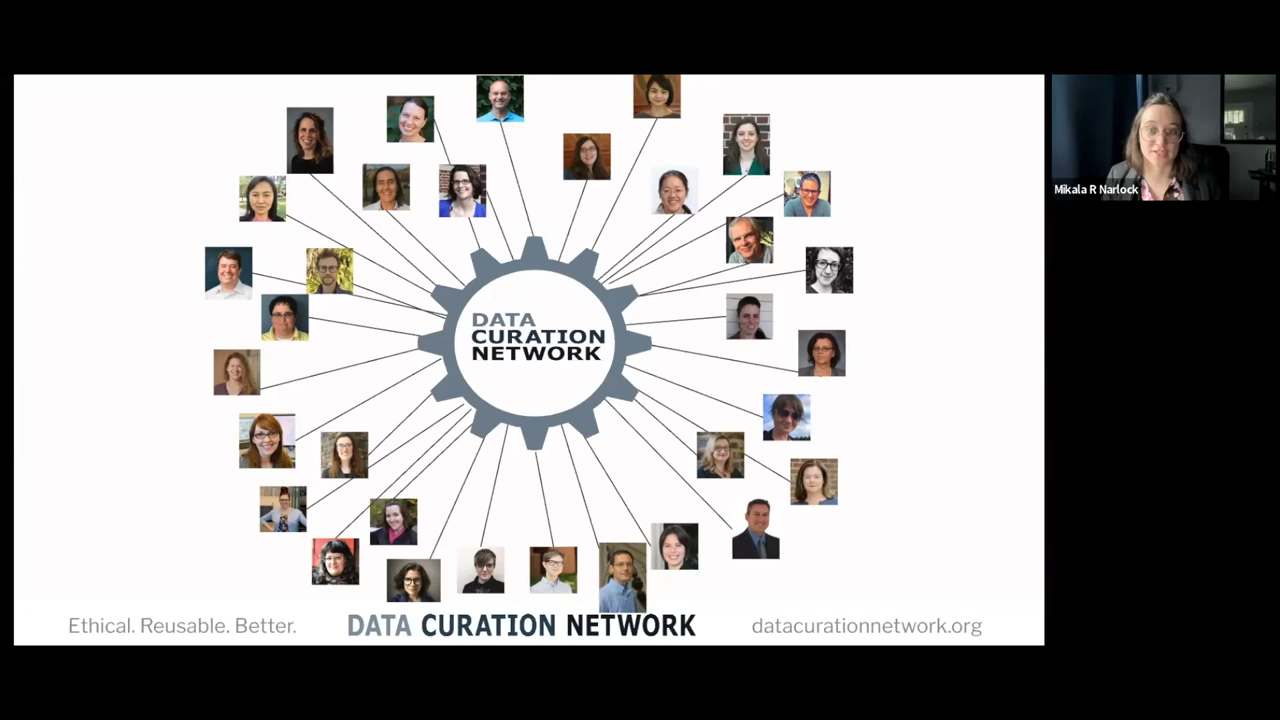 Mikala R Narlock
DATA
CURATION
NETWORK
Ethical. Reusable. Better.
DATA CURATION NETWORK
datacurationnetwork.org